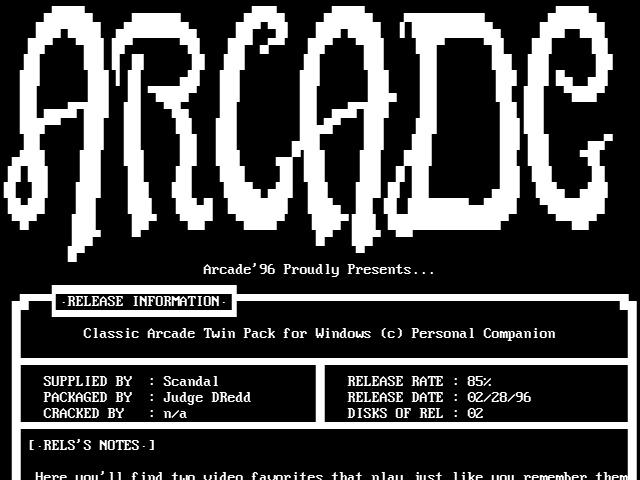 ARCADE
Arcade'96 Proudly Presents...
·RELEASE INFORMATION·
Classic Arcade Twin Pack for Windows (c) Personal Companion
SUPPLIED BY : Scandal
PACKAGED BY : Judge DRedd
CRACKED BY : n/a
RELEASE RATE : 85%
RELEASE DATE : 02/28/96
DISKS OF REL : 02
[·RELS'S NOTES·]
Here you'll find two video favorites that play just like you remember them